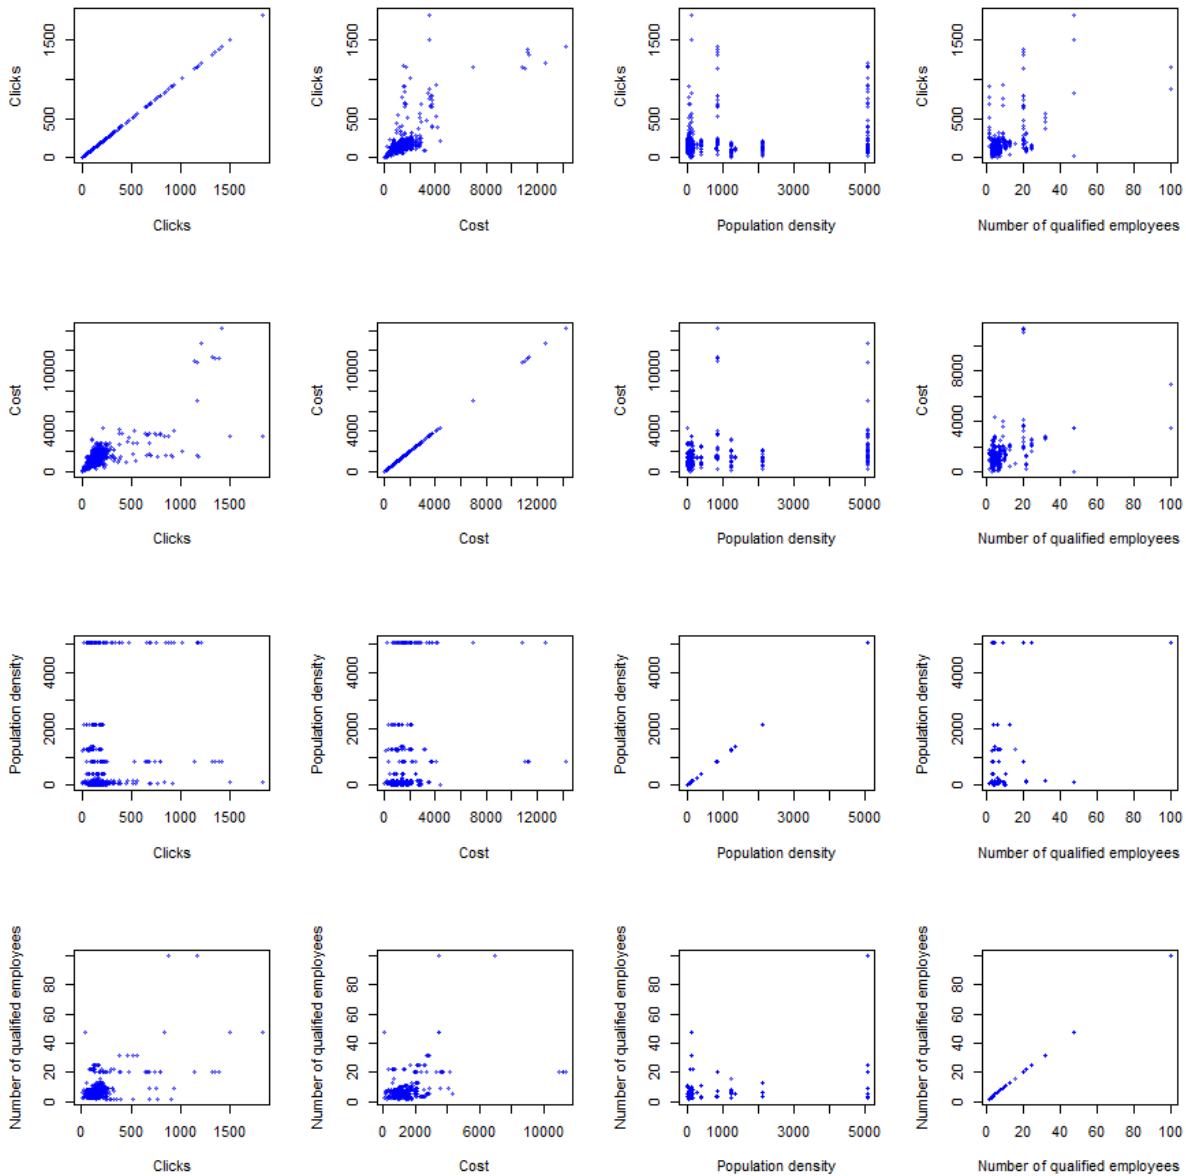 Clicks
0 500 1500
0 500 1000 1500
Clicks
Clicks
0 500 1500
0 4000 8000 12000
Cost
Clicks
0 500 1500
0 1000 3000 5000
Population density
Clicks
0 500 1500
0 20 40 60 80 100
Number of qualified employees
Cost
0 4000 10000
0 500 1000 1500
Clicks
Cost
0 4000 10000
0 4000 12000
Cost
Cost
0 4000 10000
0 1000 3000 5000
Population density
Cost
0 4000 8000
0 20 40 60 80 100
Number of qualified employees
Population density
0 2000 4000
0 500 1000 1500
Clicks
Population density
0 2000 4000
0 4000 12000
Cost
Population density
0 2000 4000
0 1000 3000 5000
Population density
Population density
0 2000 4000
0 20 40 60 80 100
Number of qualified employees
Number of qualified employees
0 20 40 60 80
0 500 1000 1500
Clicks
Number of qualified employees
0 20 40 60 80
0 2000 6000 10000
Cost
Number of qualified employees
0 20 40 60 80
0 1000 3000 5000
Population density
Number of qualified employees
0 20 40 60 80
0 20 40 60 80 100
Number of qualified employees